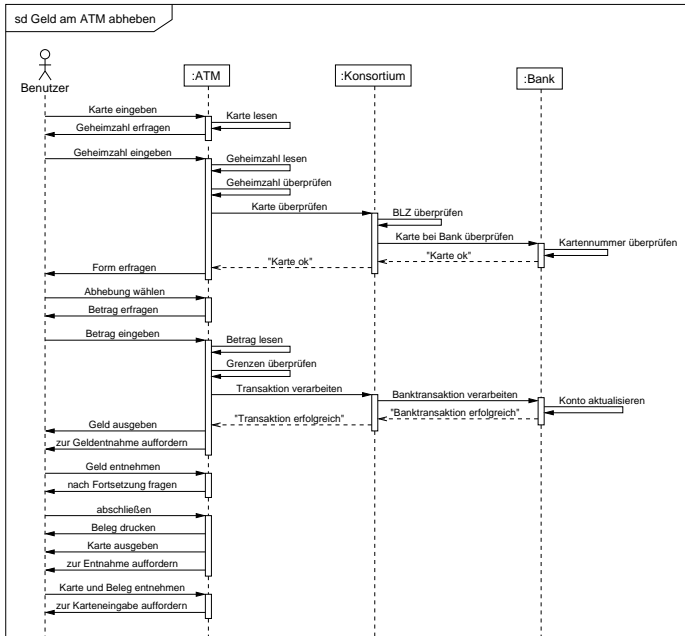 sd Geld am ATM abheben
Benutzer
:ATM
:Konsortium
:Bank
Karte eingeben
Karte lesen
Geheimzahl erfragen
Geheimzahl eingeben
Geheimzahl lesen
Geheimzahl überprüfen
Karte überprüfen
BLZ überprüfen
Karte bei Bank überprüfen
Kartennummer überprüfen
"Karte ok"
"Karte ok"
Form erfragen
Abhebung wählen
Betrag erfragen
Betrag eingeben
Betrag lesen
Grenzen überprüfen
Transaktion verarbeiten
Banktransaktion verarbeiten
Konto aktualisieren
"Banktransaktion erfolgreich"
"Transaktion erfolgreich"
Geld ausgeben
zur Geldentnahme auffordern
Geld entnehmen
nach Fortsetzung fragen
abschließen
Beleg drucken
Karte ausgeben
zur Entnahme auffordern
Karte und Beleg entnehmen
zur Karteneingabe auffordern